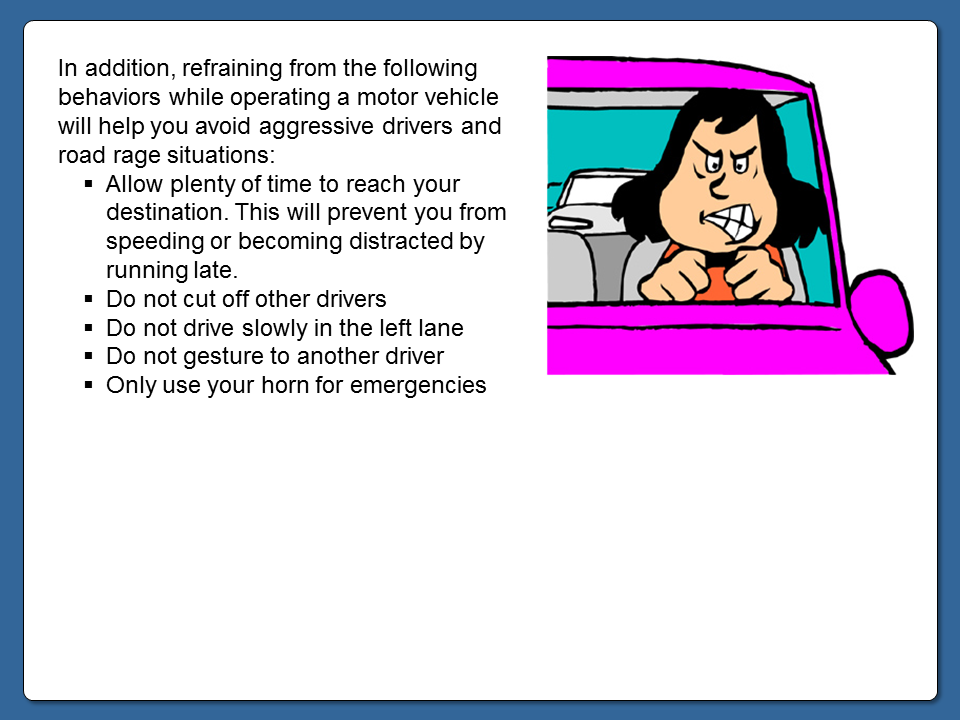 In addition, refraining from the following
behaviors while operating a motor vehicle
will help you avoid aggressive drivers and
road rage situations:
▪ Allow plenty of time to reach your
destination. This will prevent you from
speeding or becoming distracted by
running late.
▪ Do not cut off other drivers
▪ Do not drive slowly in the left lane
▪ Do not gesture to another driver
▪ Only use your horn for emergencies